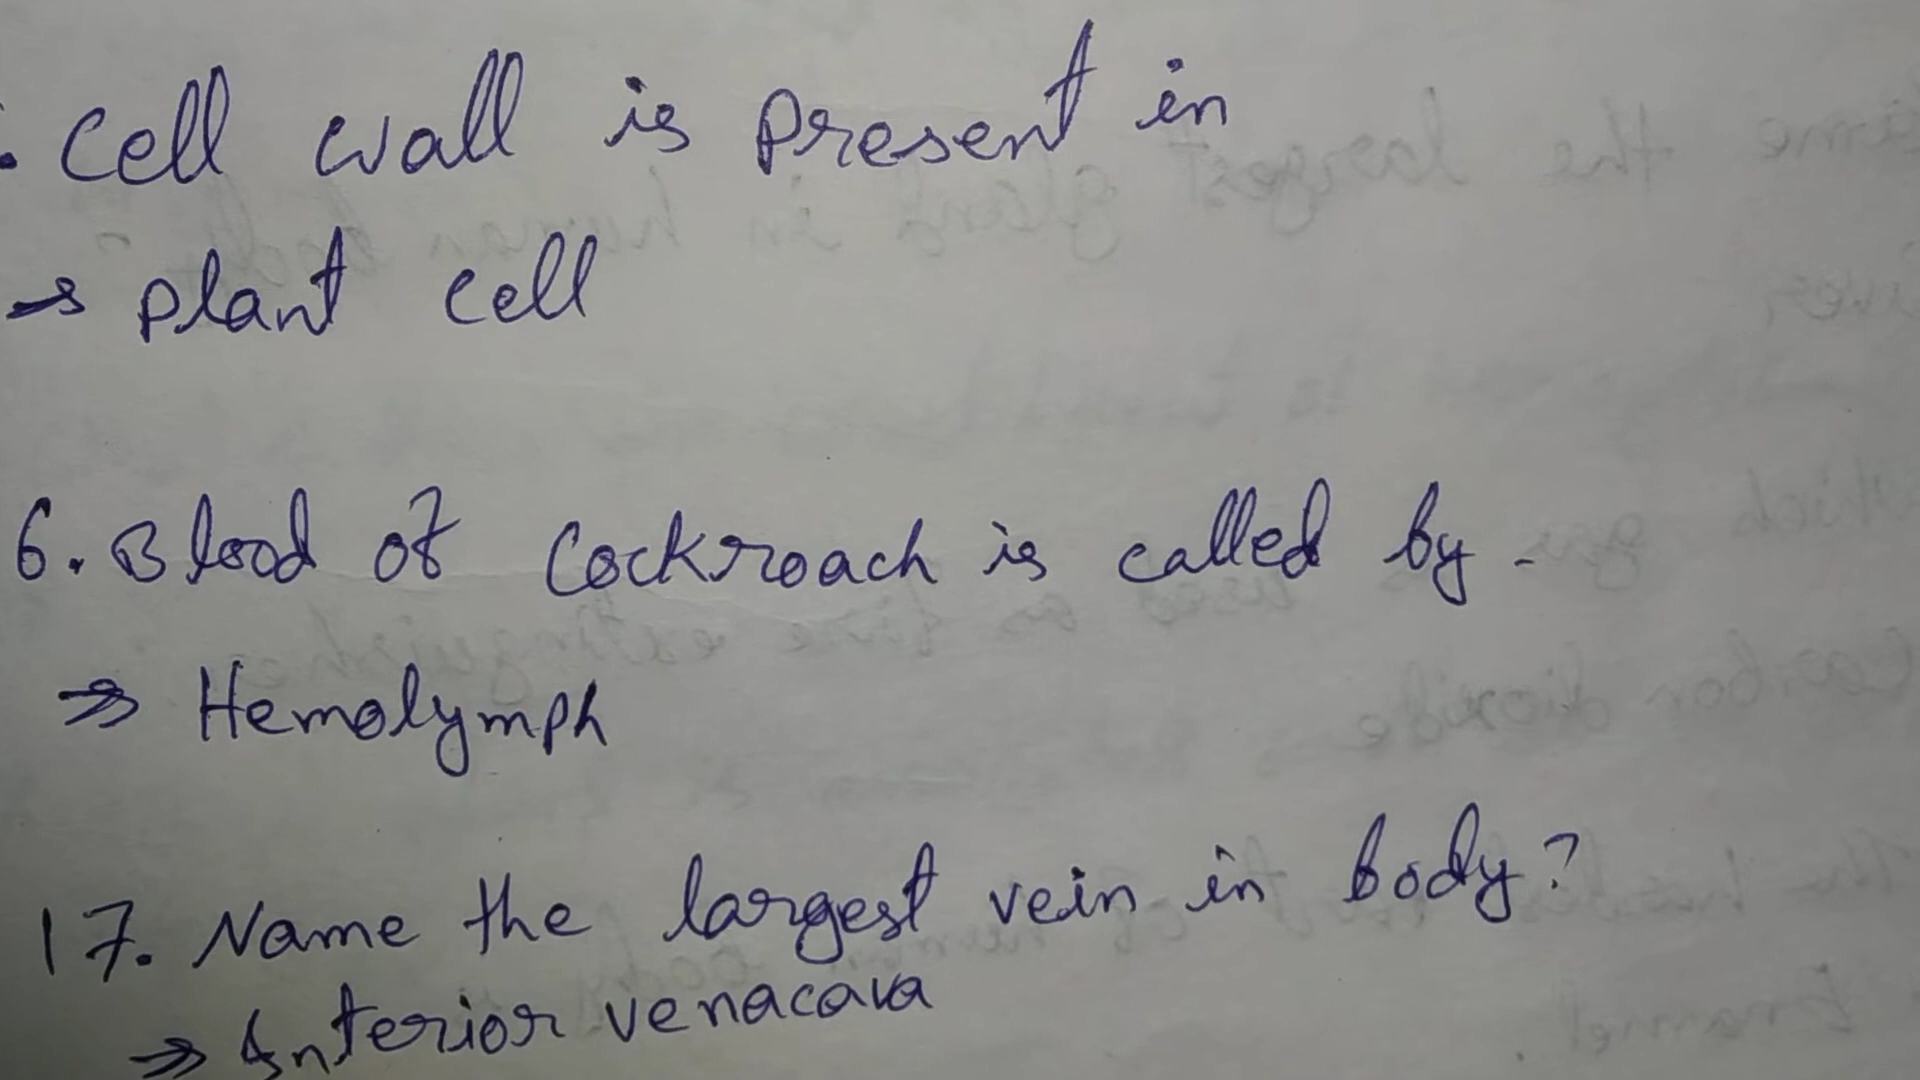 . Cell wall is present in
→ plant cell
6. Blood of Cockroach is called by -
⇒ Hemolymph
17. Name the largest vein in body?
⇒ Anterior venacava